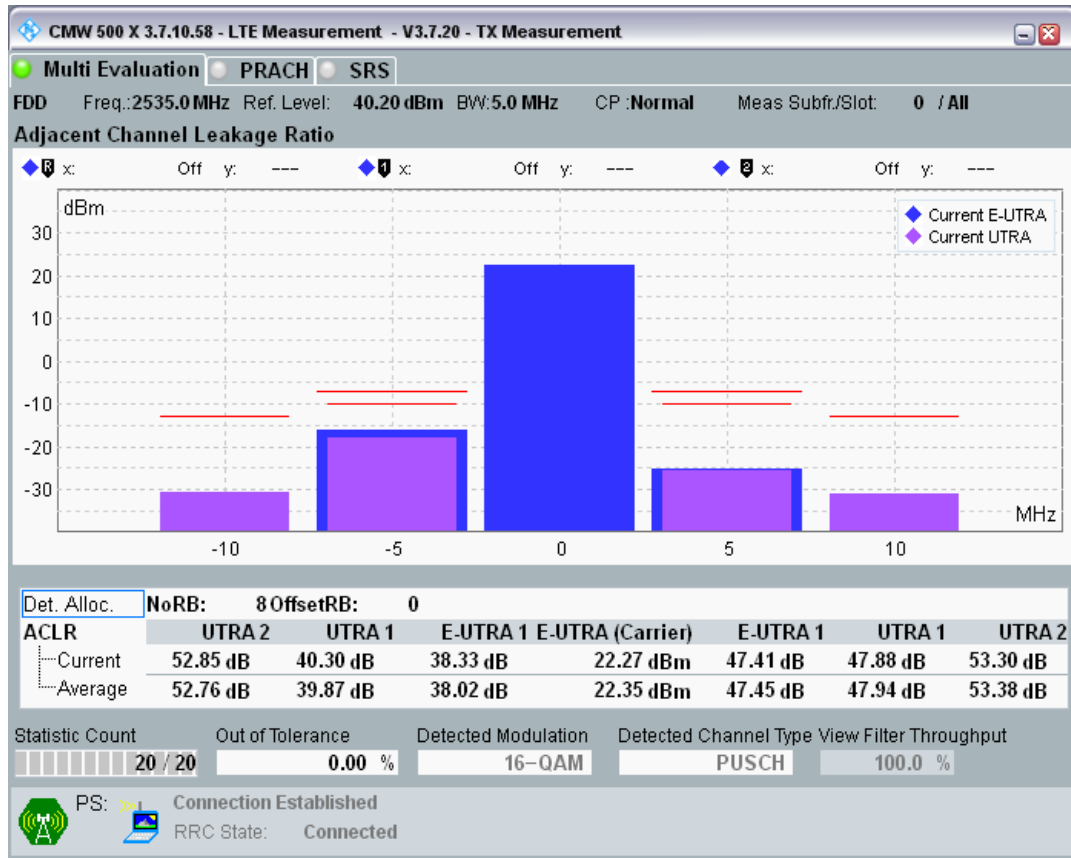 CMW 500 X 3.7.10.58 - LTE Measurement - V3.7.20 - TX Measurement
Multi Evaluation PRACH SRS
FDD Freq.:2535.0 MHz Ref. Level: 40.20 dBm BW:5.0 MHz CP :Normal Meas Subfr./Slot: 0 / All
Adjacent Channel Leakage Ratio
R x: Off y: --- 1 x: Off y: --- 2 x: Off y: ---
dBm
Current E-UTRA
Current UTRA
30
20
10
0
-10
-20
-30
MHz
-10 -5 0 5 10
Det. Alloc. NoRB: 8 OffsetRB: 0
ACLR UTRA 2 UTRA 1 E-UTRA 1 E-UTRA (Carrier) E-UTRA 1 UTRA 1 UTRA 2
Current 52.85 dB 40.30 dB 38.33 dB 22.27 dBm 47.41 dB 47.88 dB 53.30 dB
Average 52.76 dB 39.87 dB 38.02 dB 22.35 dBm 47.45 dB 47.94 dB 53.38 dB
Statistic Count Out of Tolerance Detected Modulation Detected Channel Type View Filter Throughput
20 / 20 0.00 % 16-QAM PUSCH 100.0 %
PS: Connection Established
RRC State: Connected